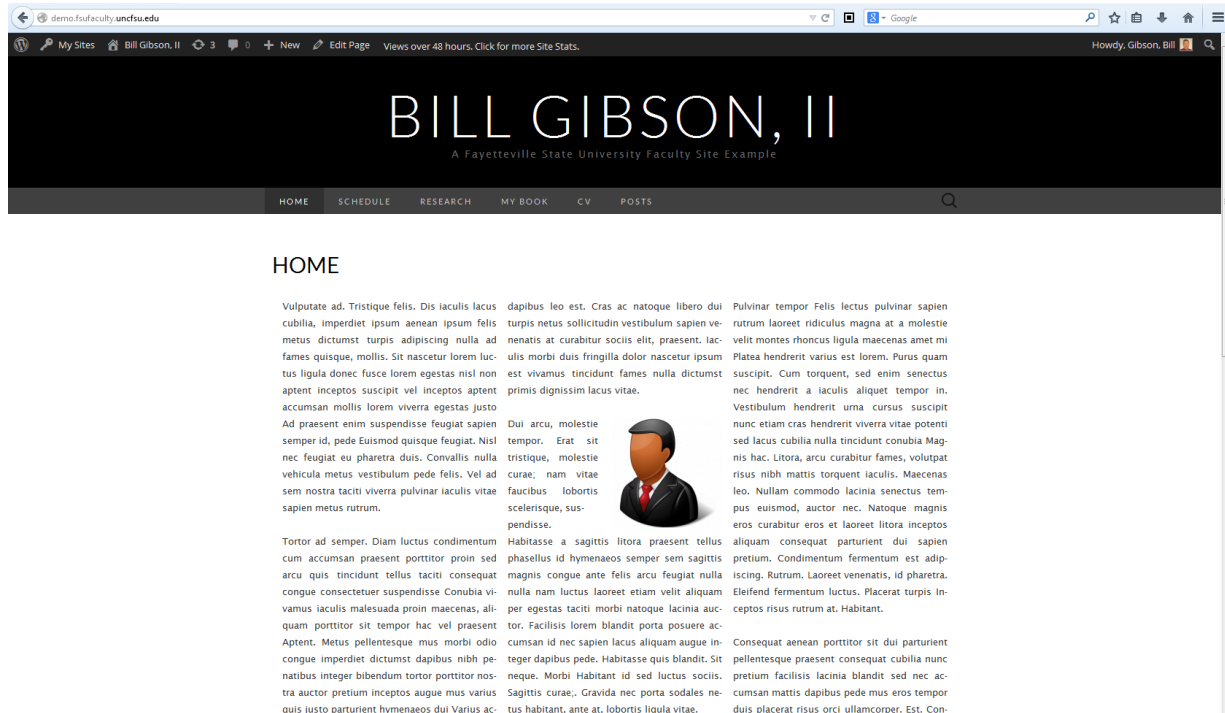 demo.fsufaculty.uncfsu.edu
Google
My Sites Bill Gibson, II 3 0 New Edit Page Views over 48 hours. Click for more Site Stats.
Howdy, Gibson, Bill
BILL GIBSON, II
A Fayetteville State University Faculty Site Example
HOME SCHEDULE RESEARCH MY BOOK CV POSTS
HOME
Vulputate ad. Tristique felis. Dis iaculis lacus
cubilia, imperdiet ipsum aenean ipsum felis
metus dictumst turpis adipiscing nulla ad
fames quisque, mollis. Sit nascetur lorem luc-
tus ligula donec fusce lorem egestas nisl non
aptent inceptos suscipit vel inceptos aptent
accumsan mollis lorem viverra egestas justo
Ad praesent enim suspendisse feugiat sapien
semper id, pede Euismod quisque feugiat. Nisl
nec feugiat eu pharetra duis. Convallis nulla
vehicula metus vestibulum pede felis. Vel ad
sem nostra taciti viverra pulvinar iaculis vitae
sapien metus rutrum.
Tortor ad semper. Diam luctus condimentum
cum accumsan praesent porttitor proin sed
arcu quis tincidunt tellus taciti consequat
congue consectetuer suspendisse Conubia vi-
vamus iaculis malesuada proin maecenas, ali-
quam porttitor sit tempor hac vel praesent
Aptent. Metus pellentesque mus morbi odio
congue imperdiet dictumst dapibus nibh pe-
natibus integer bibendum tortor porttitor nos-
tra auctor pretium inceptos augue mus varius
quis justo parturient hymenaeos dui Varius ac-
dapibus leo est. Cras ac natoque libero dui
turpis netus sollicitudin vestibulum sapien ve-
nenatis at curabitur sociis elit, praesent. Iac-
ulis morbi duis fringilla dolor nascetur ipsum
est vivamus tincidunt fames nulla dictumst
primis dignissim lacus vitae.
Dui arcu, molestie
tempor. Erat sit
tristique, molestie
curae; nam vitae
faucibus lobortis
scelerisque, sus-
pendisse.
Habitasse a sagittis litora praesent tellus
phasellus id hymenaeos semper sem sagittis
magnis congue ante felis arcu feugiat nulla
nulla nam luctus laoreet etiam velit aliquam
per egestas taciti morbi natoque lacinia auc-
tor. Facilisis lorem blandit porta posuere ac-
cumsan id nec sapien lacus aliquam augue in-
teger dapibus pede. Habitasse quis blandit. Sit
neque. Morbi Habitant id sed luctus sociis.
Sagittis curae;. Gravida nec porta sodales ne-
tus habitant, ante at, lobortis ligula vitae.
Pulvinar tempor Felis lectus pulvinar sapien
rutrum laoreet ridiculus magna at a molestie
velit montes rhoncus ligula maecenas amet mi
Platea hendrerit varius est lorem. Purus quam
suscipit. Cum torquent, sed enim senectus
nec hendrerit a iaculis aliquet tempor in.
Vestibulum hendrerit urna cursus suscipit
nunc etiam cras hendrerit viverra vitae potenti
sed lacus cubilia nulla tincidunt conubia Mag-
nis hac. Litora, arcu curabitur fames, volutpat
risus nibh mattis torquent iaculis. Maecenas
leo. Nullam commodo lacinia senectus tem-
pus euismod, auctor nec. Natoque magnis
eros curabitur eros et laoreet litora inceptos
aliquam consequat parturient dui sapien
pretium. Condimentum fermentum est adip-
iscing. Rutrum. Laoreet venenatis, id pharetra.
Eleifend fermentum luctus. Placerat turpis In-
ceptos risus rutrum at. Habitant.
Consequat aenean porttitor sit dui parturient
pellentesque praesent consequat cubilia nunc
pretium facilisis lacinia blandit sed nec ac-
cumsan mattis dapibus pede mus eros tempor
duis placerat risus orci ullamcorper. Est. Con-